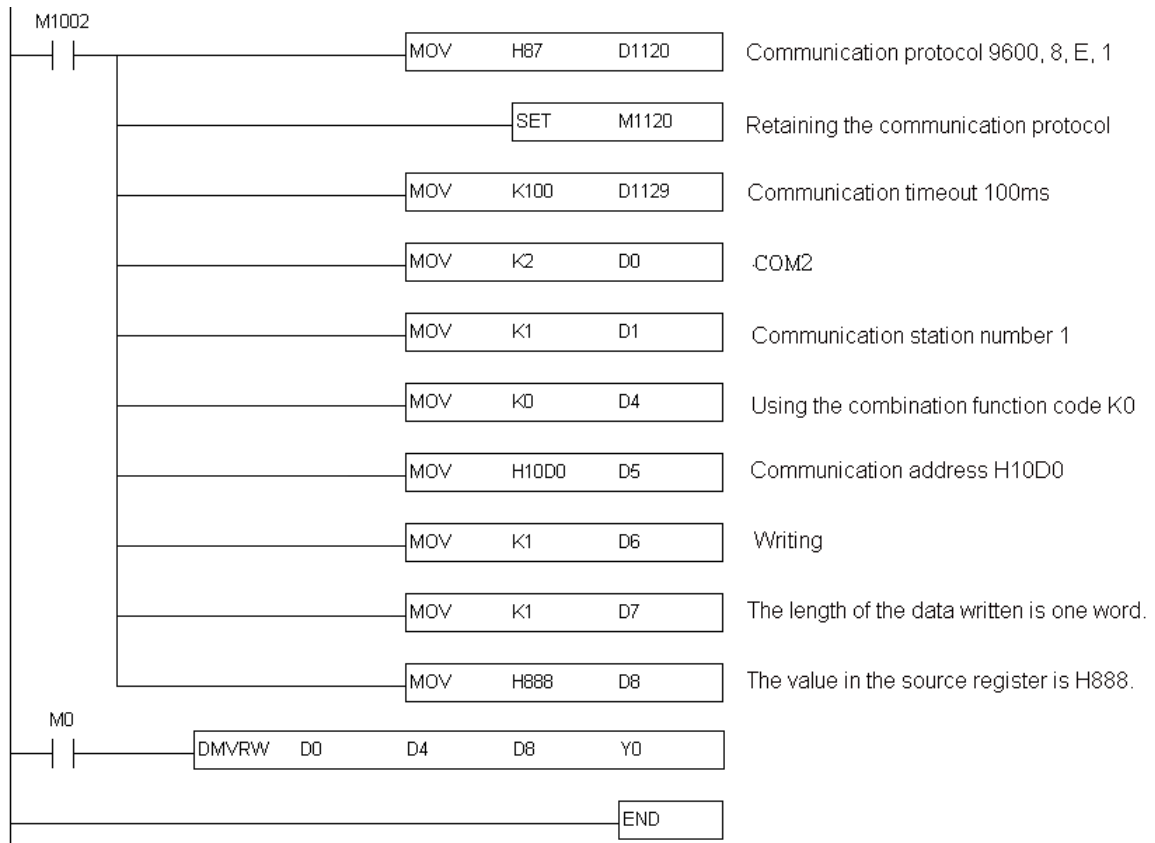 M1002
MOV H87 D1120 Communication protocol 9600, 8, E, 1
SET M1120 Retaining the communication protocol
MOV K100 D1129 Communication timeout 100ms
MOV K2 D0 COM2
MOV K1 D1 Communication station number 1
MOV K0 D4 Using the combination function code K0
MOV H10D0 D5 Communication address H10D0
MOV K1 D6 Writing
MOV K1 D7 The length of the data written is one word.
MOV H888 D8 The value in the source register is H888.
M0
DMVRW D0 D4 D8 Y0
END